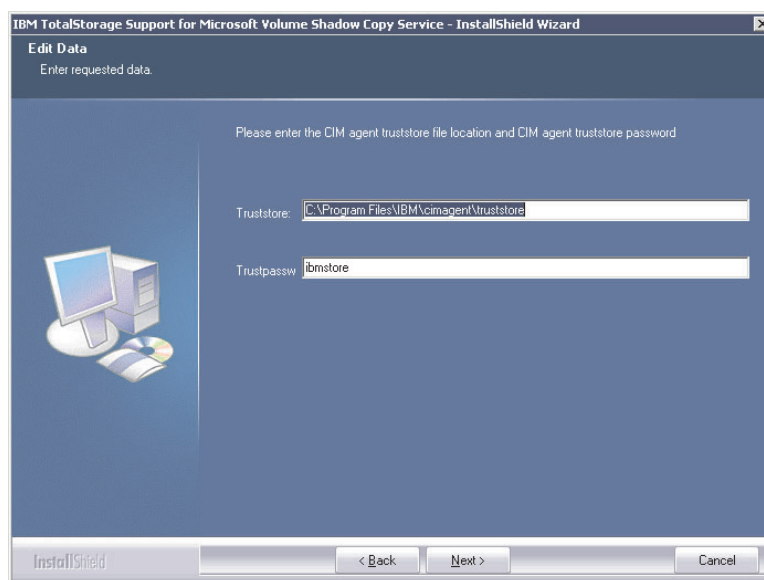 IBM TotalStorage Support for Microsoft Volume Shadow Copy Service - InstallShield Wizard
Edit Data
Enter requested data.
Please enter the CIM agent truststore file location and CIM agent truststore password
Truststore: C:\Program Files\IBM\cimagent\truststore
Trustpassw ibmstore
InstallShield
< Back Next > Cancel